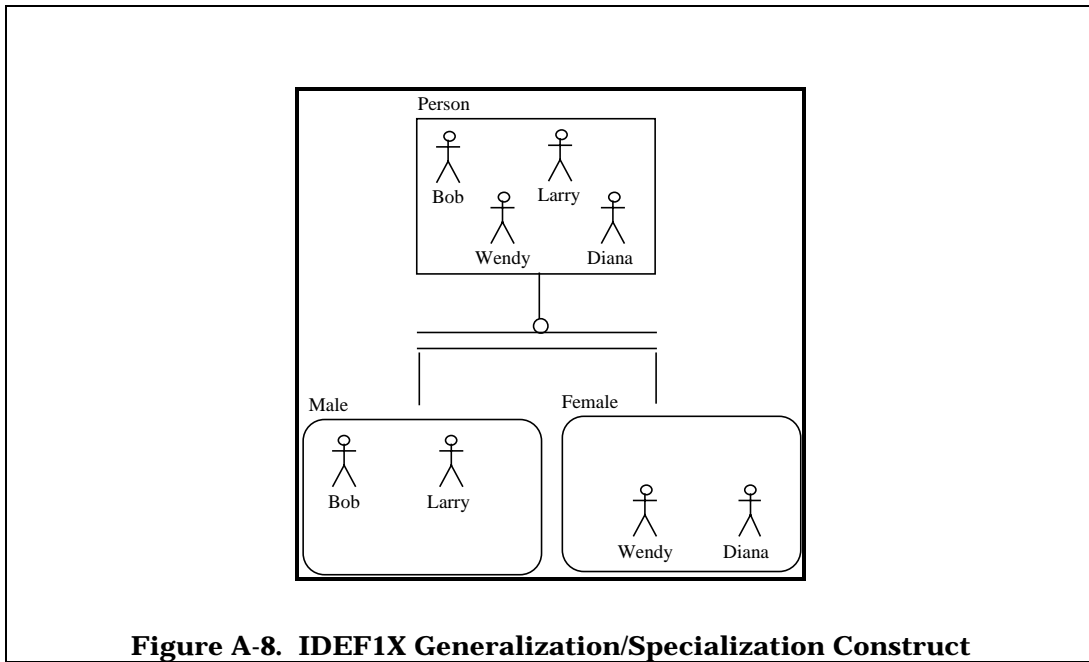 Person
Bob
Larry
Wendy
Diana
Male
Female
Bob
Larry
Wendy
Diana
Figure A-8. IDEF1X Generalization/Specialization Construct